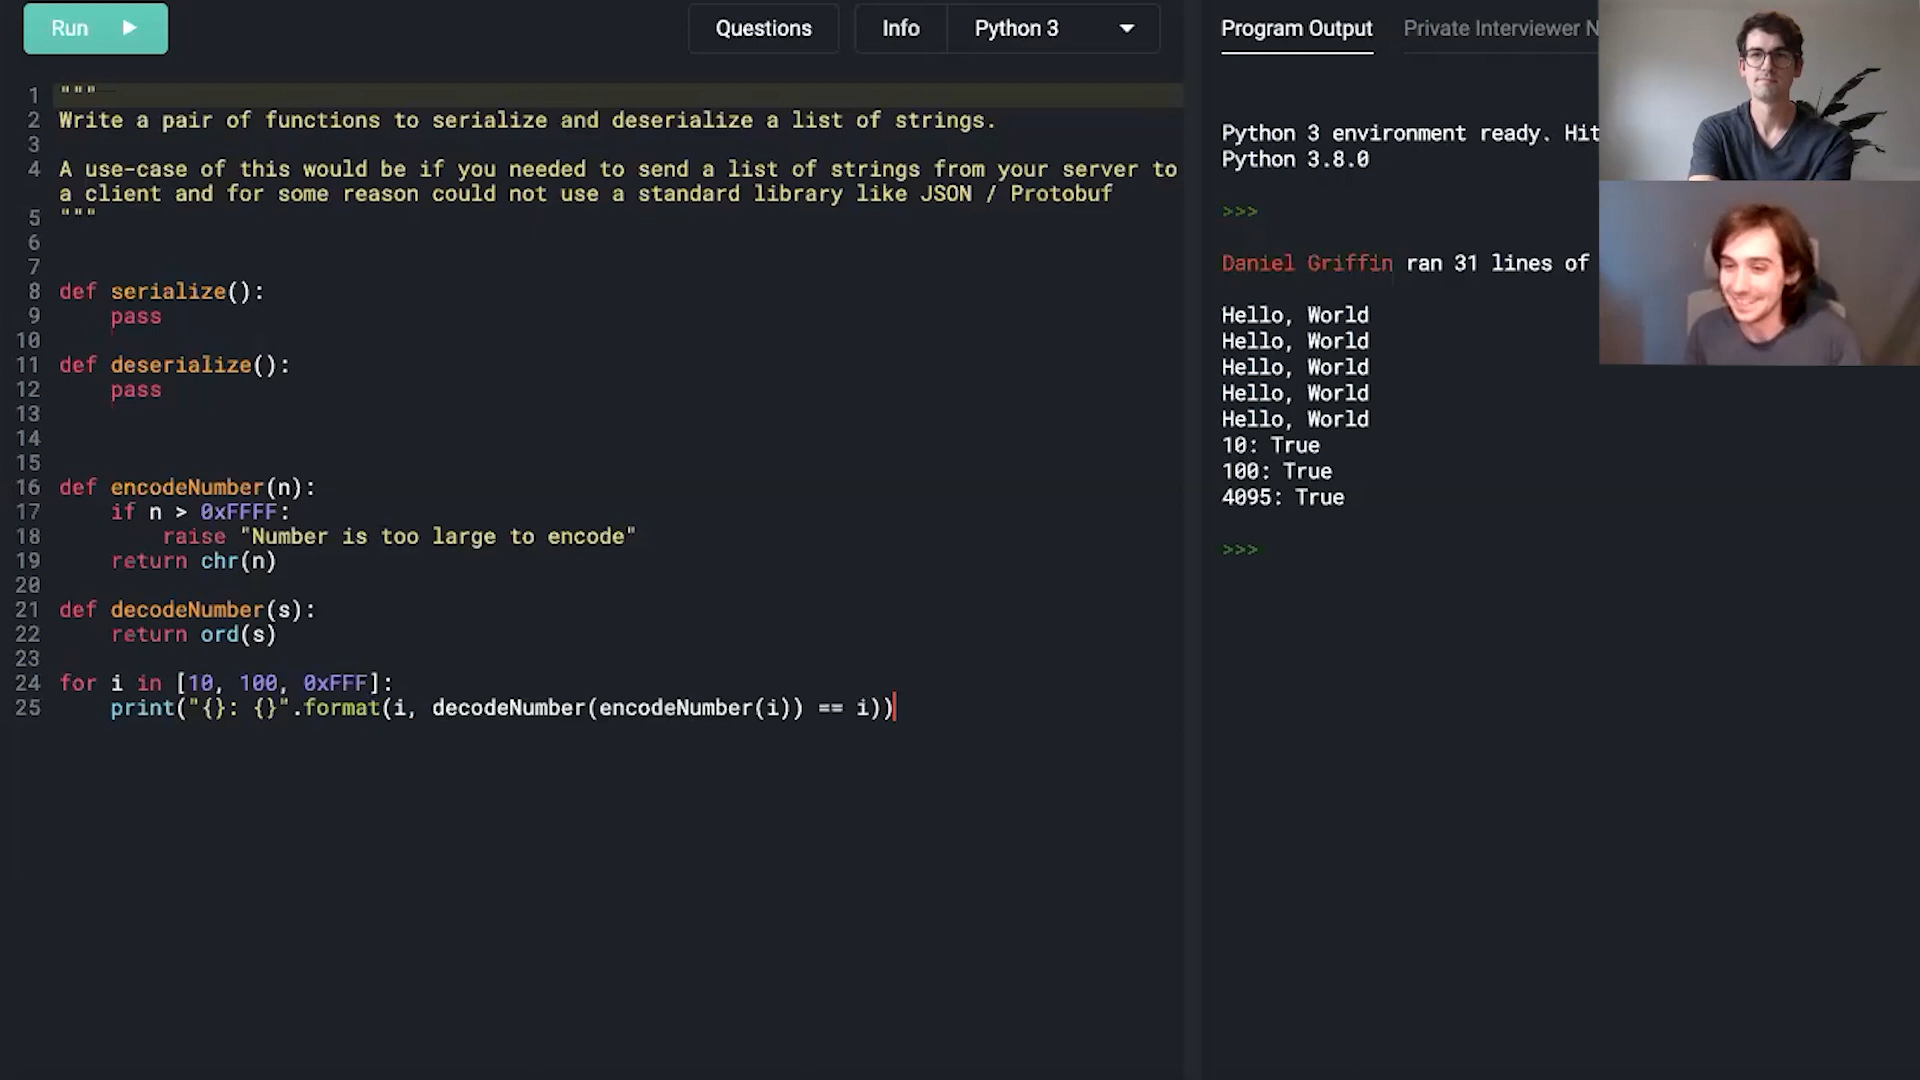 Run
Questions
Info
Python 3
Program Output
Private Interviewer N
1 """
2 Write a pair of functions to serialize and deserialize a list of strings.
3
4 A use-case of this would be if you needed to send a list of strings from your server to
a client and for some reason could not use a standard library like JSON / Protobuf
5 """
6
7
8 def serialize():
9     pass
10
11 def deserialize():
12     pass
13
14
15
16 def encodeNumber(n):
17     if n > 0xFFFF:
18         raise "Number is too large to encode"
19     return chr(n)
20
21 def decodeNumber(s):
22     return ord(s)
23
24 for i in [10, 100, 0xFFF]:
25     print("{}: {}".format(i, decodeNumber(encodeNumber(i)) == i))
Python 3 environment ready. Hit
Python 3.8.0
>>>
Daniel Griffin ran 31 lines of
Hello, World
Hello, World
Hello, World
Hello, World
Hello, World
10: True
100: True
4095: True
>>>